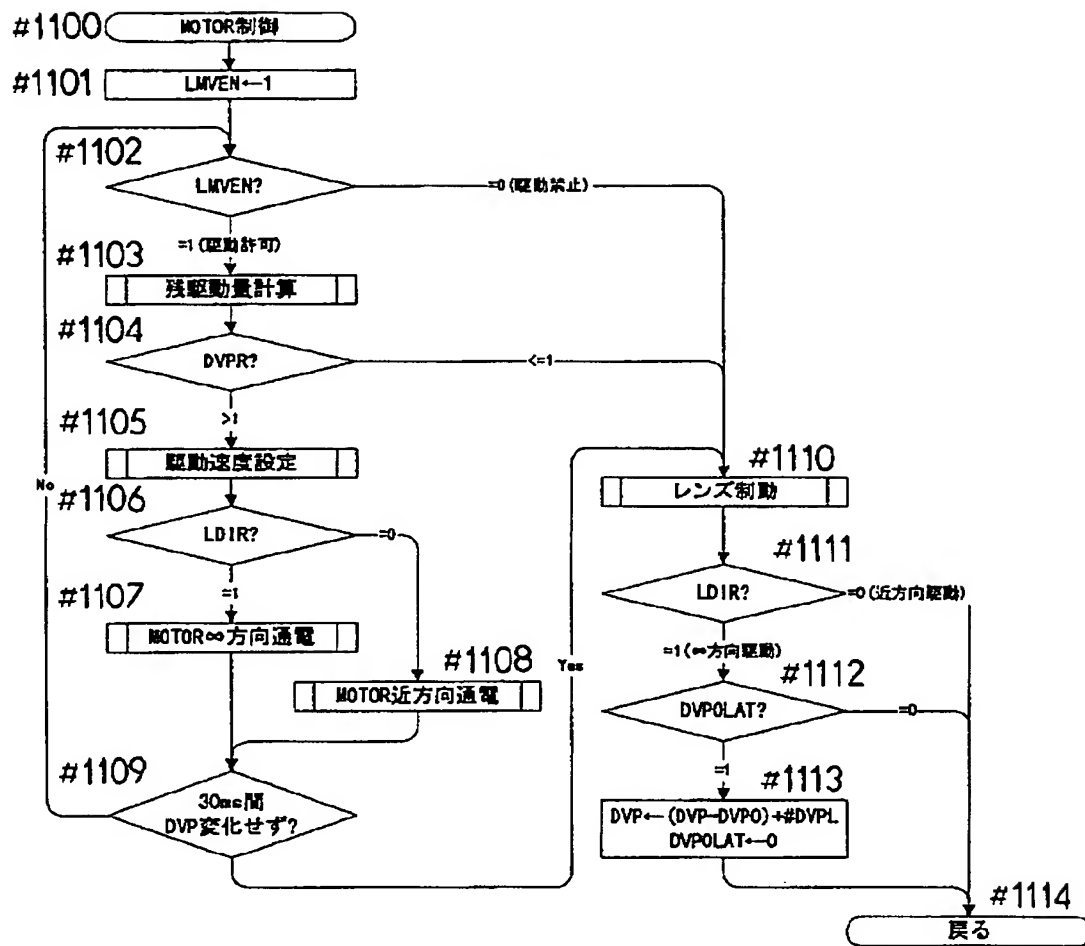 #1100
MOTOR制御
#1101
LMVEN←1
#1102
LMVEN?
=0(駆動禁止)
=1(駆動許可)
#1103
残駆動量計算
#1104
DVPR?
<=1
>1
#1105
駆動速度設定
No
#1106
LDIR?
=0
=1
#1107
MOTOR∞方向通電
#1108
MOTOR近方向通電
#1109
30ms間
DVP変化せず?
Yes
#1110
レンズ制動
#1111
LDIR?
=0(近方向駆動)
=1(∞方向駆動)
#1112
DVPOLAT?
=0
=1
#1113
DVP←(DVP-DVPO)+#DVPL
DVPOLAT←0
#1114
戻る